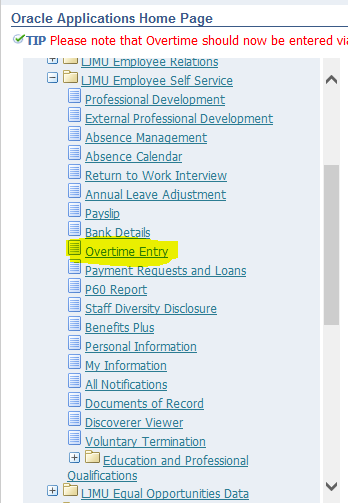 Oracle Applications Home Page
TIP Please note that Overtime should now be entered via
LJMU Employee Relations
LJMU Employee Self Service
Professional Development
External Professional Development
Absence Management
Absence Calendar
Return to Work Interview
Annual Leave Adjustment
Payslip
Bank Details
Overtime Entry
Payment Requests and Loans
P60 Report
Staff Diversity Disclosure
Benefits Plus
Personal Information
My Information
All Notifications
Documents of Record
Discoverer Viewer
Voluntary Termination
Education and Professional
Qualifications
LJMU Equal Opportunities Data